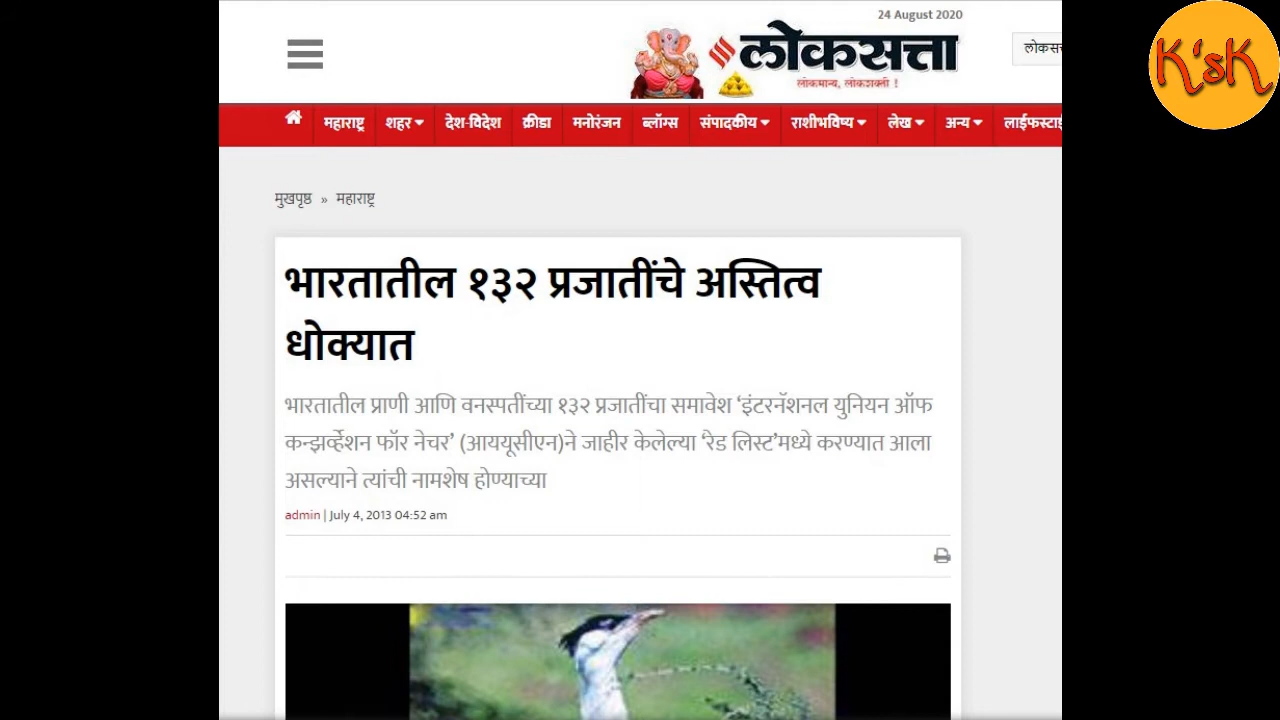 24 August 2020
लोकसत्ता
लोकमान्य, लोकशक्ती !
K'sK
महाराष्ट्र शहर देश-विदेश क्रीडा मनोरंजन ब्लॉग्स संपादकीय राशीभविष्य लेख अन्य
मुखपृष्ठ » महाराष्ट्र
भारतातील १३२ प्रजातींचे अस्तित्व
धोक्यात
भारतातील प्राणी आणि वनस्पतींच्या १३२ प्रजातींचा समावेश ‘इंटरनॅशनल युनियन ऑफ
कन्झर्व्हेशन फॉर नेचर’ (आययूसीएन)ने जाहीर केलेल्या ‘रेड लिस्ट’मध्ये करण्यात आला
असल्याने त्यांची नामशेष होण्याच्या
admin | July 4, 2013 04:52 am